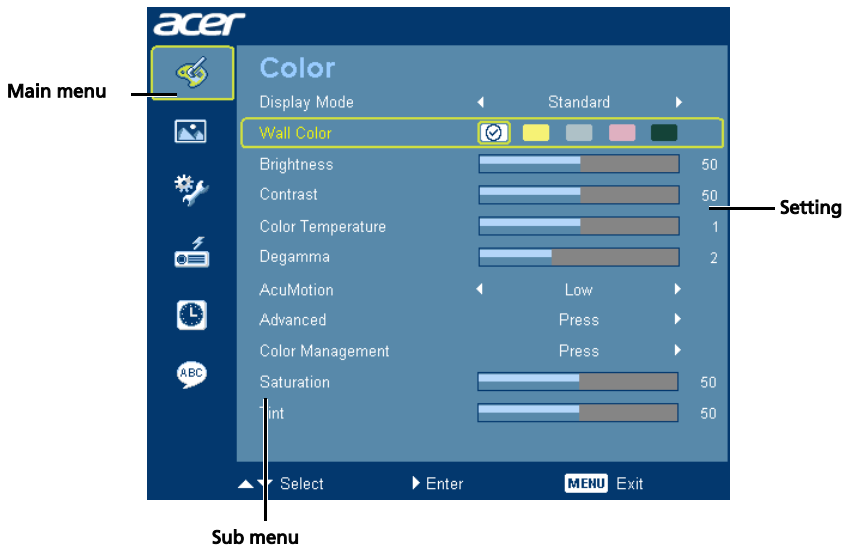 acer
Color
Main menu
Display Mode Standard
Wall Color
Brightness 50
Contrast 50
Setting
Color Temperature 1
Degamma 2
AcuMotion Low
Advanced Press
Color Management Press
ABC
Saturation 50
Tint 50
Select Enter MENU Exit
Sub menu